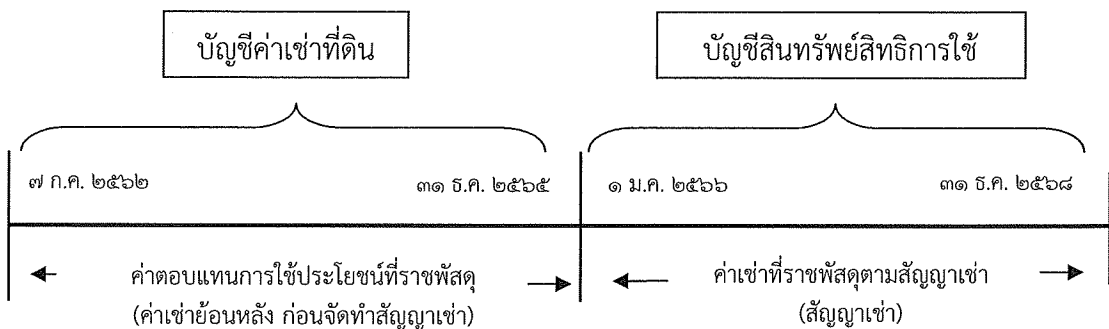 บัญชีค่าเช่าที่ดิน
บัญชีสินทรัพย์สิทธิการใช้
๗ ก.ค. ๒๕๖๒
๓๑ ธ.ค. ๒๕๖๕
๑ ม.ค. ๒๕๖๖
๓๑ ธ.ค. ๒๕๖๘
ค่าตอบแทนการใช้ประโยชน์ที่ราชพัสดุ
(ค่าเช่าย้อนหลัง ก่อนจัดทำสัญญาเช่า)
ค่าเช่าที่ราชพัสดุตามสัญญาเช่า
(สัญญาเช่า)